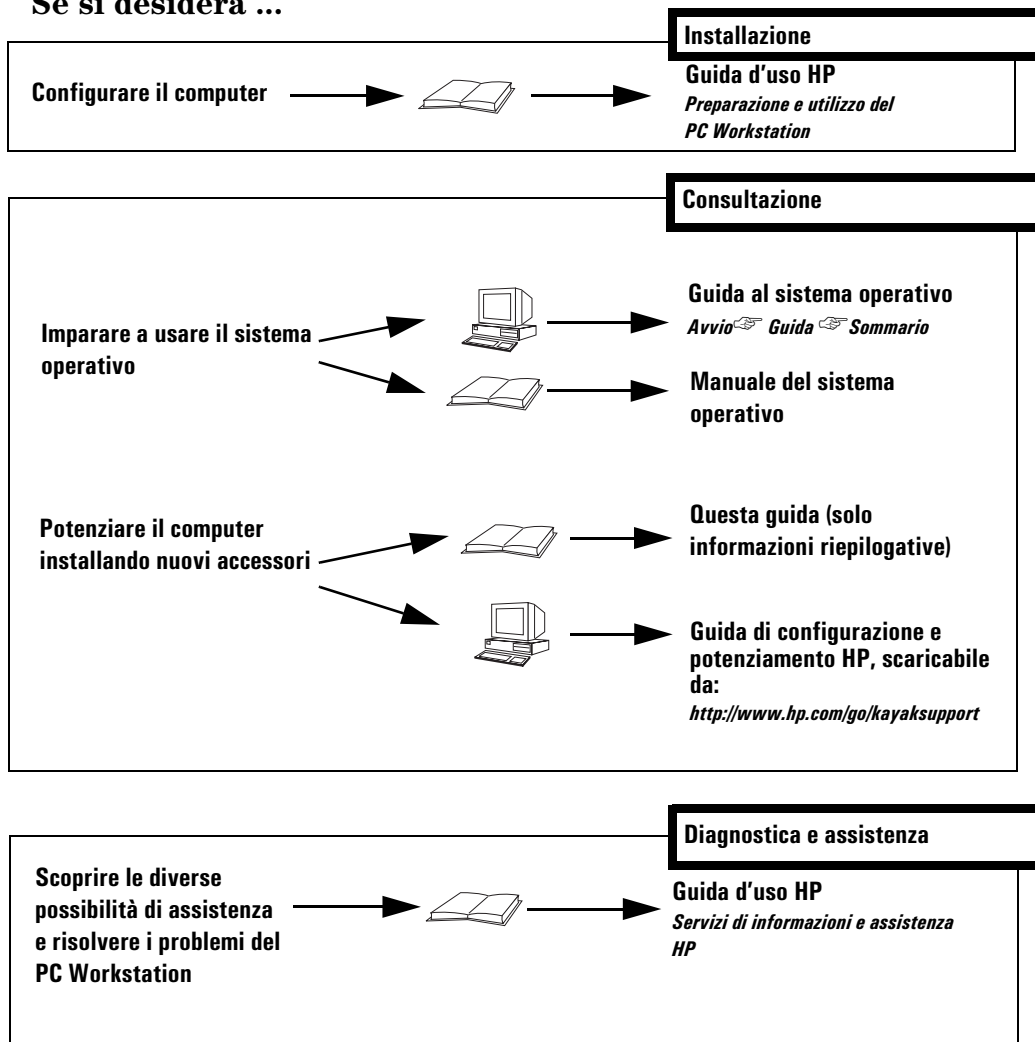 Se si desidera ...
Installazione
Configurare il computer
Guida d'uso HP
Preparazione e utilizzo del
PC Workstation
Consultazione
Imparare a usare il sistema
operativo
Guida al sistema operativo
Avvio☞ Guida ☞Sommario
Manuale del sistema
operativo
Potenziare il computer
installando nuovi accessori
Questa guida (solo
informazioni riepilogative)
Guida di configurazione e
potenziamento HP, scaricabile
da:
http://www.hp.com/go/kayaksupport
Diagnostica e assistenza
Scoprire le diverse
possibilità di assistenza
e risolvere i problemi del
PC Workstation
Guida d'uso HP
Servizi di informazioni e assistenza
HP